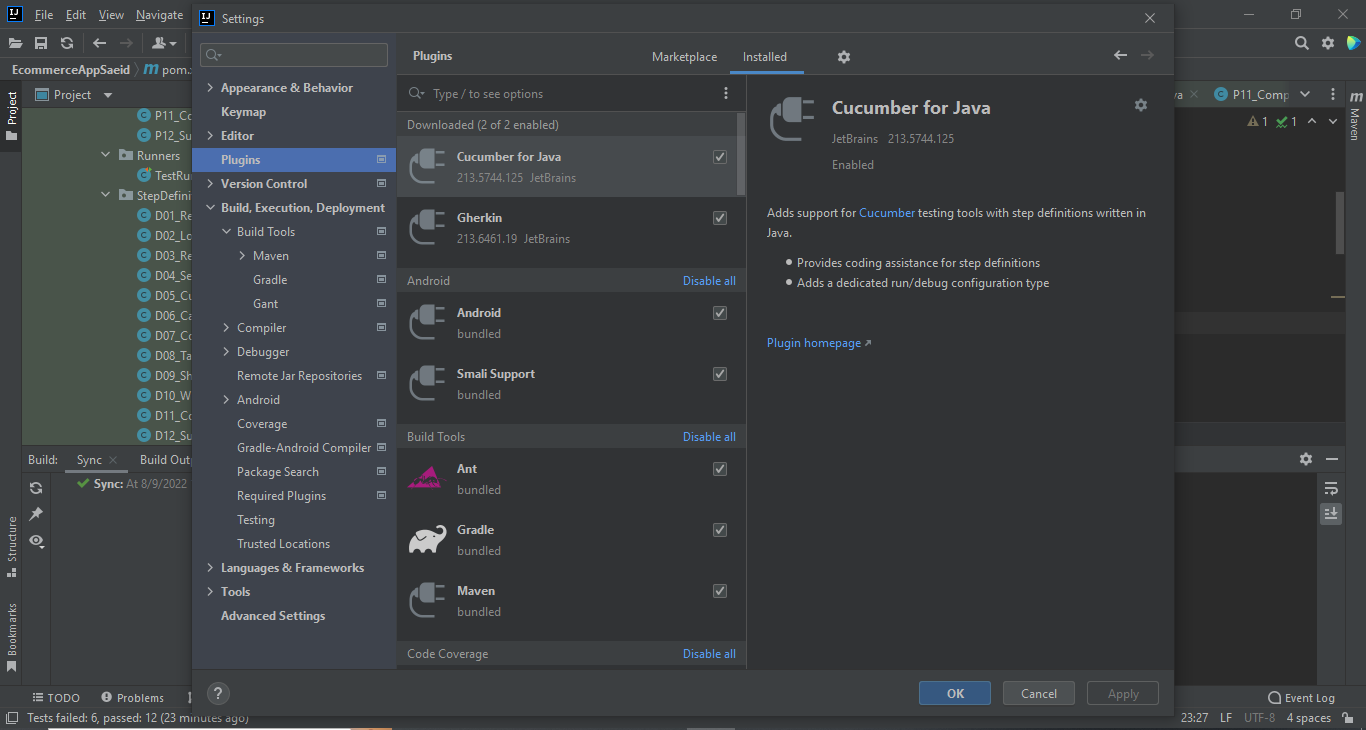 File Edit View Navigate
Settings
EcommerceAppSaeid pom.
Project
Project
P11_Co
P12_Su
Runners
TestRu
StepDefini
D01_Re
D02_Lo
D03_Re
D04_Se
D05_Cu
D06_Ca
D07_Co
D08_Ta
D09_Sh
D10_W
D11_Co
D12_Su
Build: Sync Build Out
Sync: At 8/9/2022
Structure
Bookmarks
Appearance & Behavior
Keymap
Editor
Plugins
Version Control
Build, Execution, Deployment
Build Tools
Maven
Gradle
Gant
Compiler
Debugger
Remote Jar Repositories
Android
Coverage
Gradle-Android Compiler
Package Search
Required Plugins
Testing
Trusted Locations
Languages & Frameworks
Tools
Advanced Settings
Plugins Marketplace Installed
Type / to see options
Downloaded (2 of 2 enabled)
Cucumber for Java
213.5744.125 JetBrains
Gherkin
213.6461.19 JetBrains
Android Disable all
Android
bundled
Smali Support
bundled
Build Tools Disable all
Ant
bundled
Gradle
bundled
Maven
bundled
Code Coverage Disable all
Cucumber for Java
JetBrains 213.5744.125
Enabled
Adds support for Cucumber testing tools with step definitions written in
Java.
Provides coding assistance for step definitions
Adds a dedicated run/debug configuration type
Plugin homepage
? OK Cancel Apply
va P11_Comp
1 1
m
Maven
TODO Problems Event Log
Tests failed: 6, passed: 12 (23 minutes ago) 23:27 LF UTF-8 4 spaces